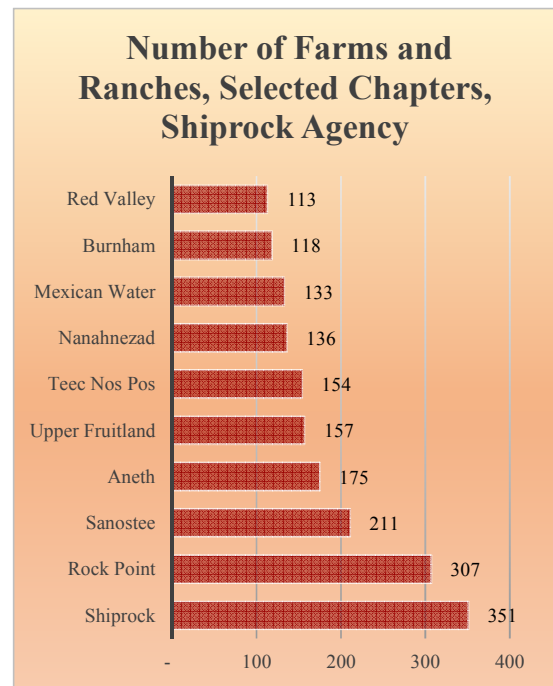 Number of Farms and
Ranches, Selected Chapters,
Shiprock Agency
Red Valley 113
Burnham 118
Mexican Water 133
Nanahnezad 136
Teec Nos Pos 154
Upper Fruitland 157
Aneth 175
Sanostee 211
Rock Point 307
Shiprock 351
- 100 200 300 400